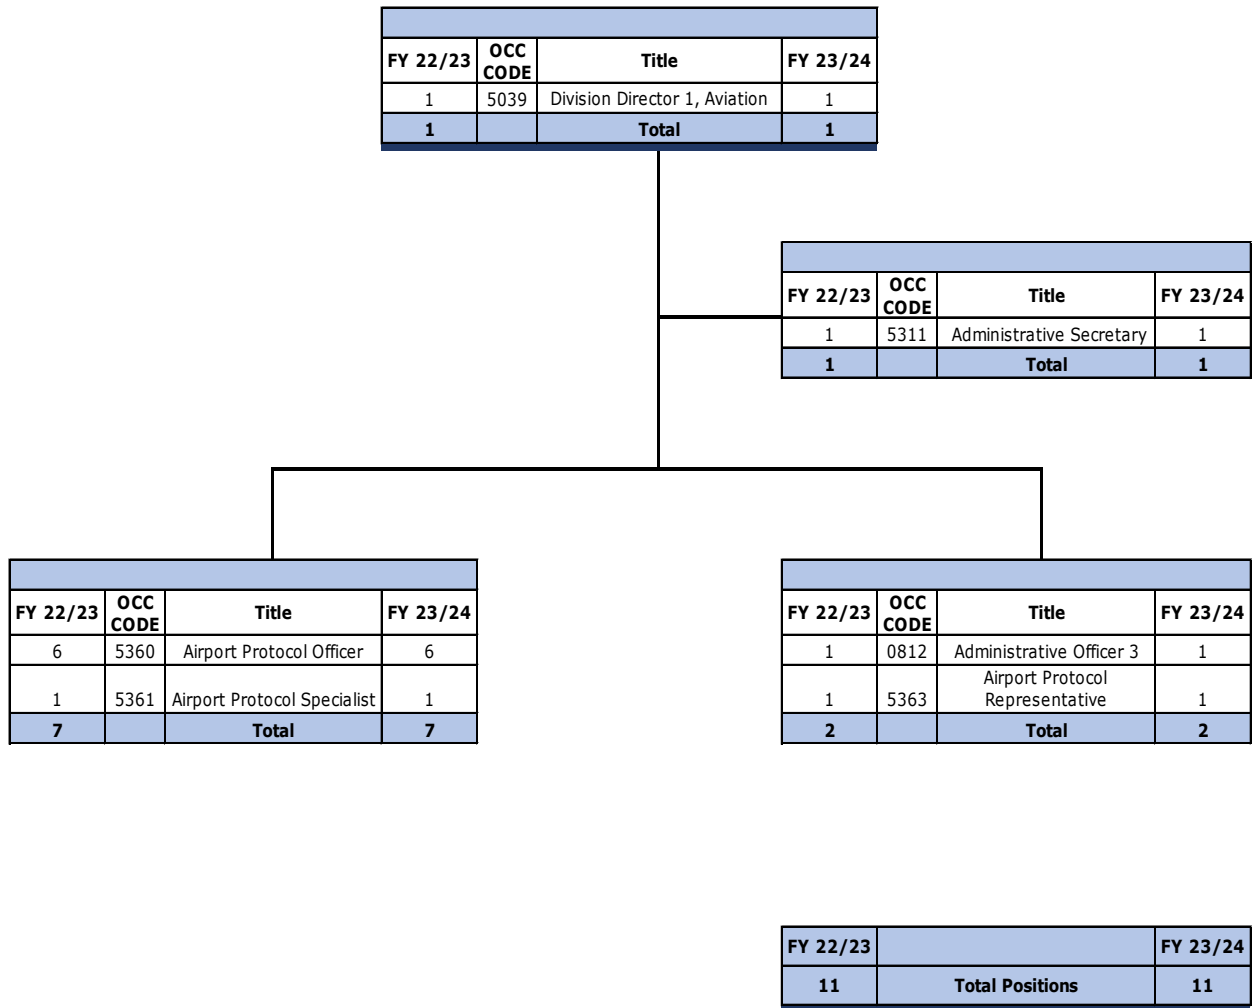 FY 22/23 OCC CODE Title FY 23/24
1 5039 Division Director 1, Aviation 1
1 Total 1
FY 22/23 OCC CODE Title FY 23/24
1 5311 Administrative Secretary 1
1 Total 1
FY 22/23 OCC CODE Title FY 23/24
6 5360 Airport Protocol Officer 6
1 5361 Airport Protocol Specialist 1
7 Total 7
FY 22/23 OCC CODE Title FY 23/24
1 0812 Administrative Officer 3 1
1 5363 Airport Protocol Representative 1
2 Total 2
FY 22/23 FY 23/24
11 Total Positions 11